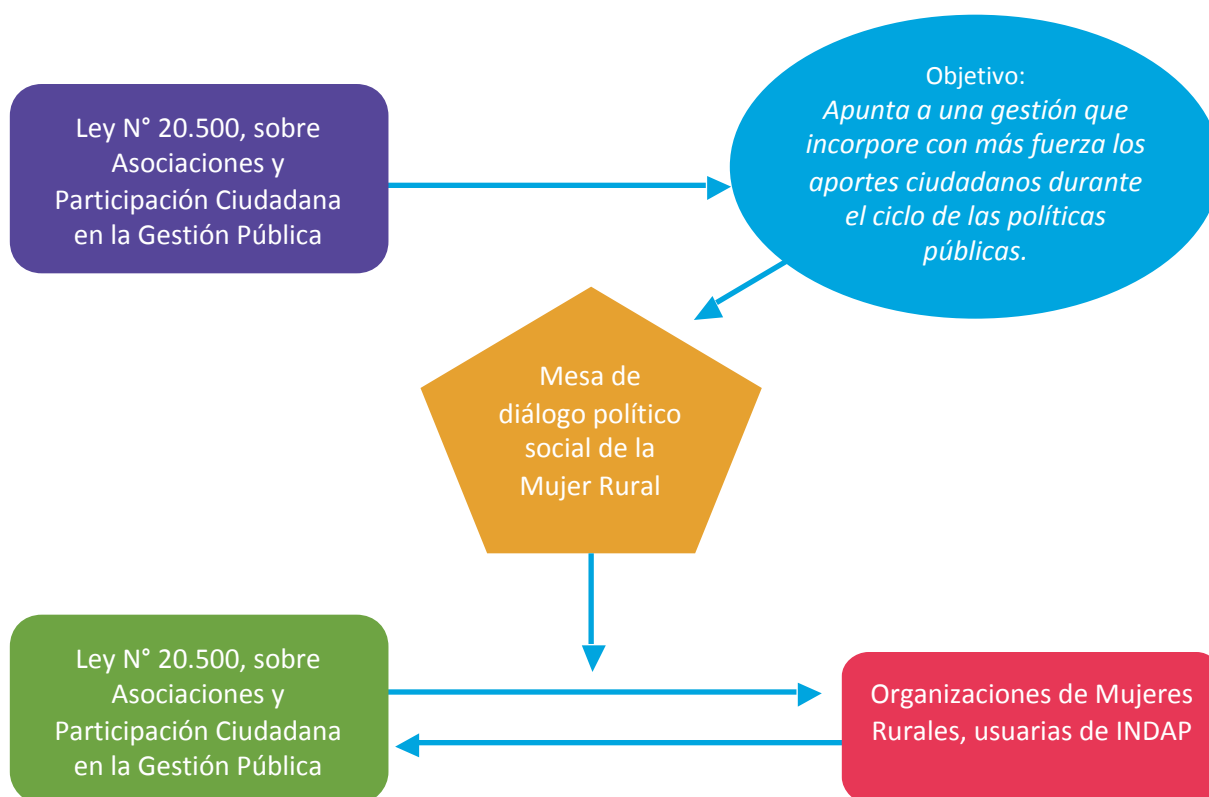 Ley N° 20.500, sobre
Asociaciones y
Participación Ciudadana
en la Gestión Pública
Objetivo:
Apunta a una gestión que
incorpore con más fuerza los
aportes ciudadanos durante
el ciclo de las políticas
públicas.
Mesa de
diálogo político
social de la
Mujer Rural
Ley N° 20.500, sobre
Asociaciones y
Participación Ciudadana
en la Gestión Pública
Organizaciones de Mujeres
Rurales, usuarias de INDAP